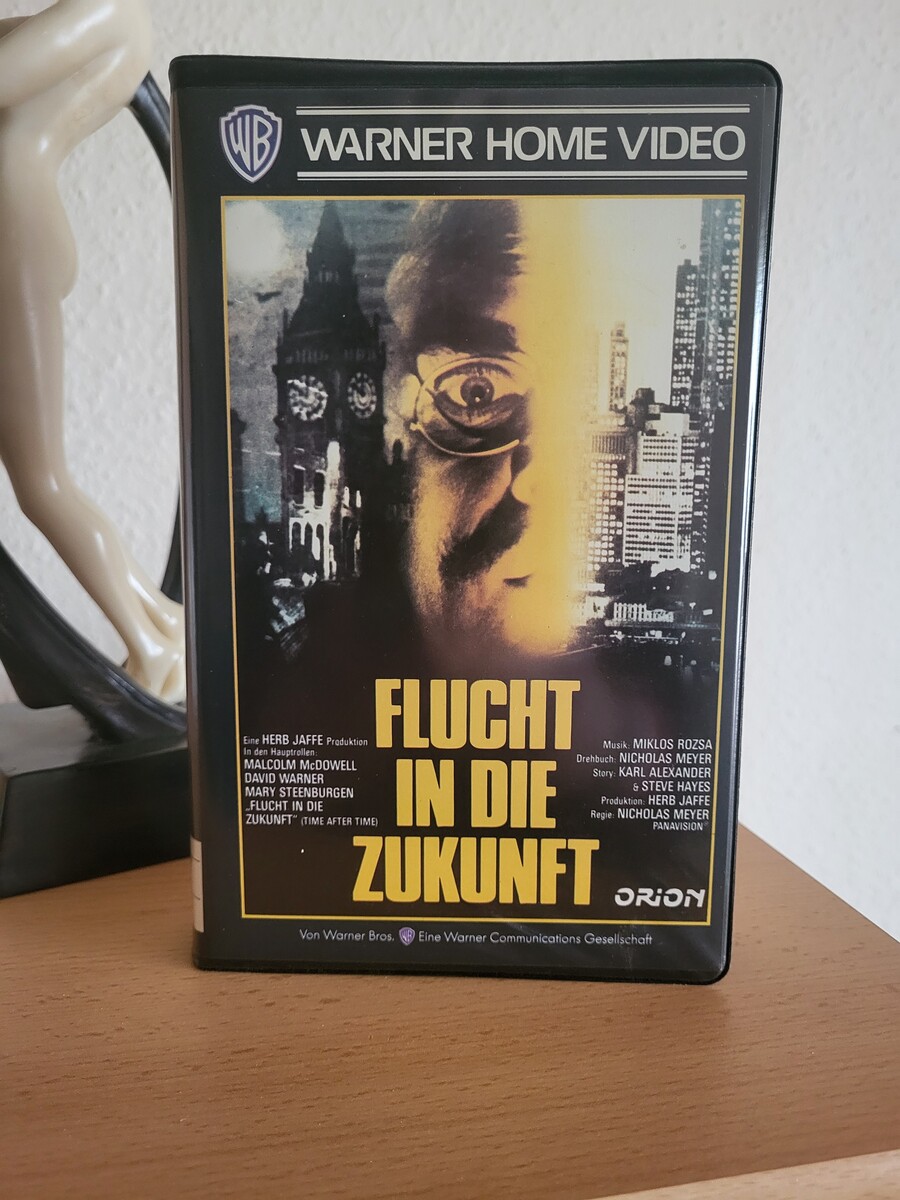 WB WARNER HOME VIDEO
FLUCHT
IN DIE
ZUKUNFT
Eine HERB JAFFE Produktion
In den Hauptrollen:
MALCOLM McDOWELL
DAVID WARNER
MARY STEENBURGEN
„FLUCHT IN DIE
ZUKUNFT" (TIME AFTER TIME)
Musik: MIKLOS ROZSA
Drehbuch: NICHOLAS MEYER
Story: KARL ALEXANDER
& STEVE HAYES
Produktion: HERB JAFFE
Regie: NICHOLAS MEYER
PANAVISION®
ORION
Von Warner Bros. WB Eine Warner Communications Gesellschaft